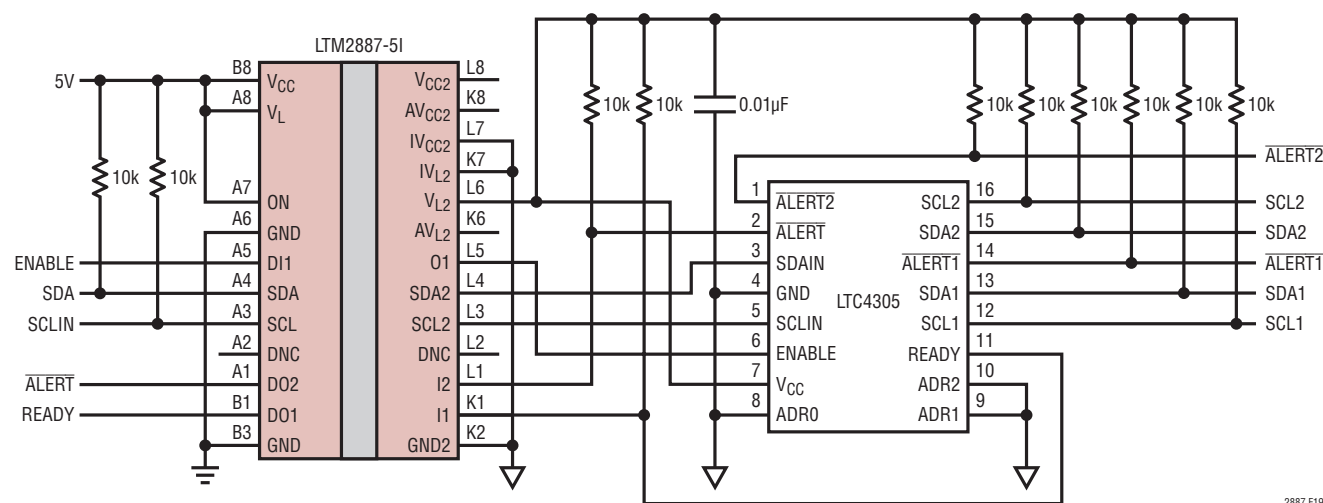 LTM2887-5I
5V
B8 VCC
A8 VL
A7 ON
A6 GND
ENABLE A5 DI1
SDA A4 SDA
SCLIN A3 SCL
A2 DNC
ALERT A1 DO2
READY B1 DO1
B3 GND
10k 10k
VCC2 L8
AVCC2 K8
IVCC2 L7
IVL2 K7
VL2 L6
AVL2 K6
O1 L5
SDA2 L4
SCL2 L3
DNC L2
I2 L1
I1 K1
GND2 K2
10k 10k 0.01µF
10k 10k 10k 10k 10k 10k
LTC4305
1 ALERT2
2 ALERT
3 SDAIN
4 GND
5 SCLIN
6 ENABLE
7 VCC
8 ADR0
SCL2 16
SDA2 15
ALERT1 14
SDA1 13
SCL1 12
READY 11
ADR2 10
ADR1 9
ALERT2
SCL2
SDA2
ALERT1
SDA1
SCL1
2887 F19